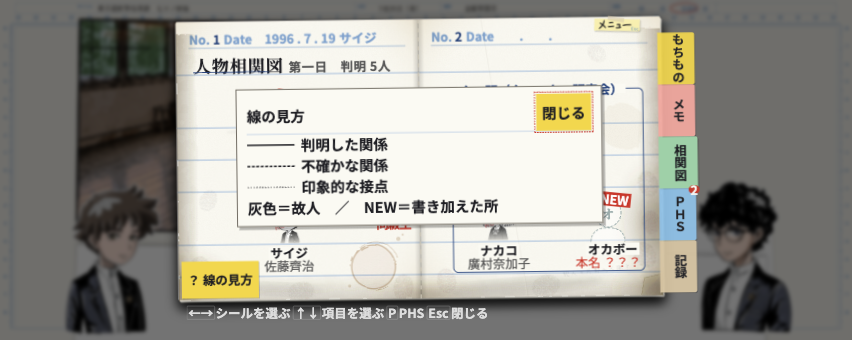 No. 1 Date 1996.7.19 サイジ
No. 2 Date . .
メニュー
人物相関図 第一日 判明 5人
会）
線の見方
閉じる
判明した関係
不確かな関係
印象的な接点
灰色＝故人 ／ NEW＝書き加えた所
NEW
オ
サイジ
佐藤齊治
ナカコ
廣村奈加子
オカボー
本名 ？？？
？ 線の見方
もちもの
メモ
相関図
2
PHS
記録
←→ シールを選ぶ ↑↓ 項目を選ぶ P PHS Esc 閉じる